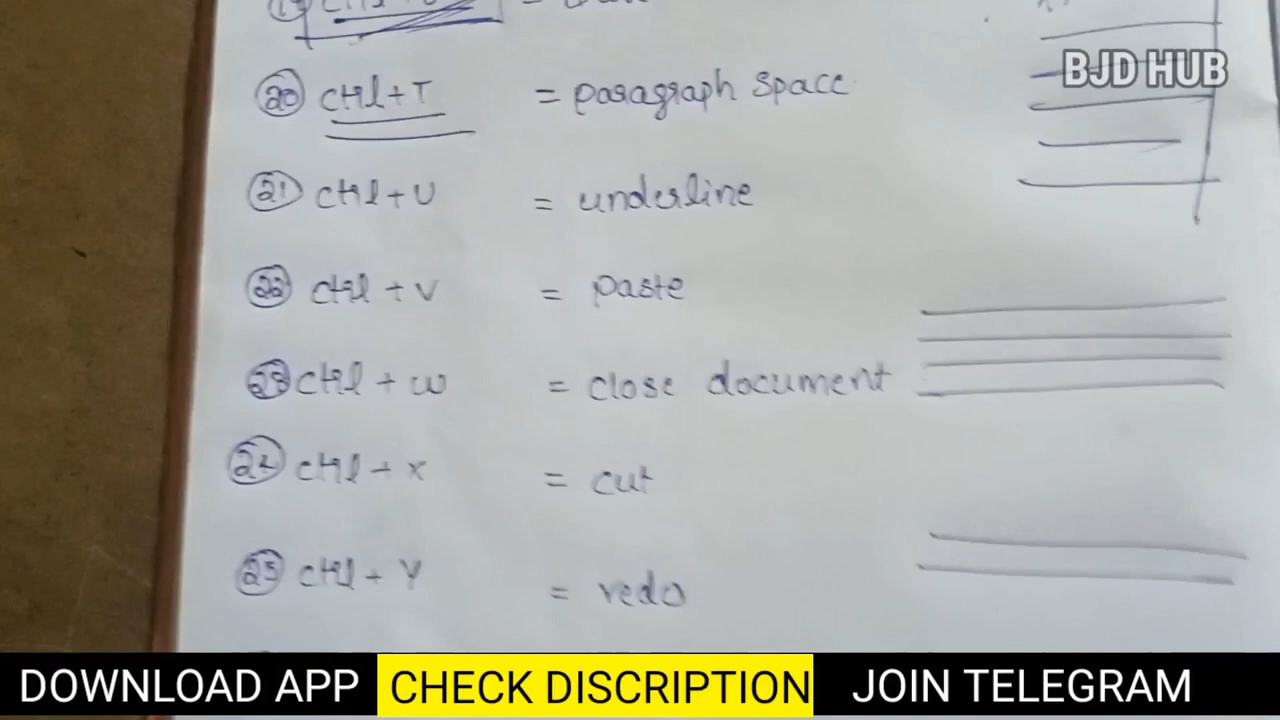 BJD HUB
20 Ctrl+T = paragraph space
21 Ctrl+U = underline
22 Ctrl + V = paste
23 Ctrl + W = close document
24 Ctrl + X = cut
25 Ctrl + Y = redo
DOWNLOAD APP CHECK DISCRIPTION JOIN TELEGRAM